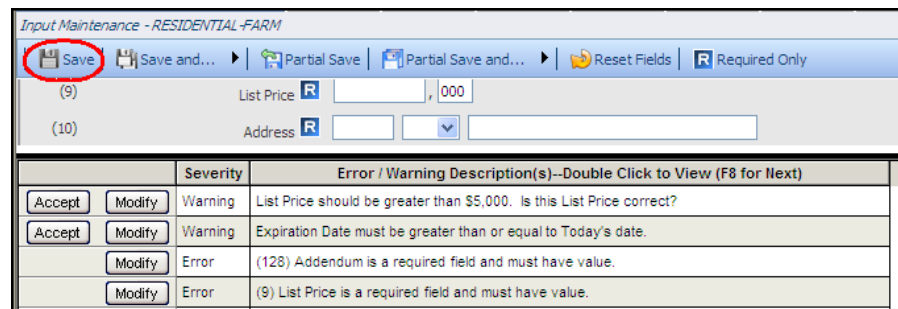 Input Maintenance - RESIDENTIAL-FARM
Save Save and... Partial Save Partial Save and... Reset Fields R Required Only
(9) List Price R , 000
(10) Address R
Severity Error / Warning Description(s)--Double Click to View (F8 for Next)
Accept Modify Warning List Price should be greater than $5,000. Is this List Price correct?
Accept Modify Warning Expiration Date must be greater than or equal to Today's date.
Modify Error (128) Addendum is a required field and must have value.
Modify Error (9) List Price is a required field and must have value.